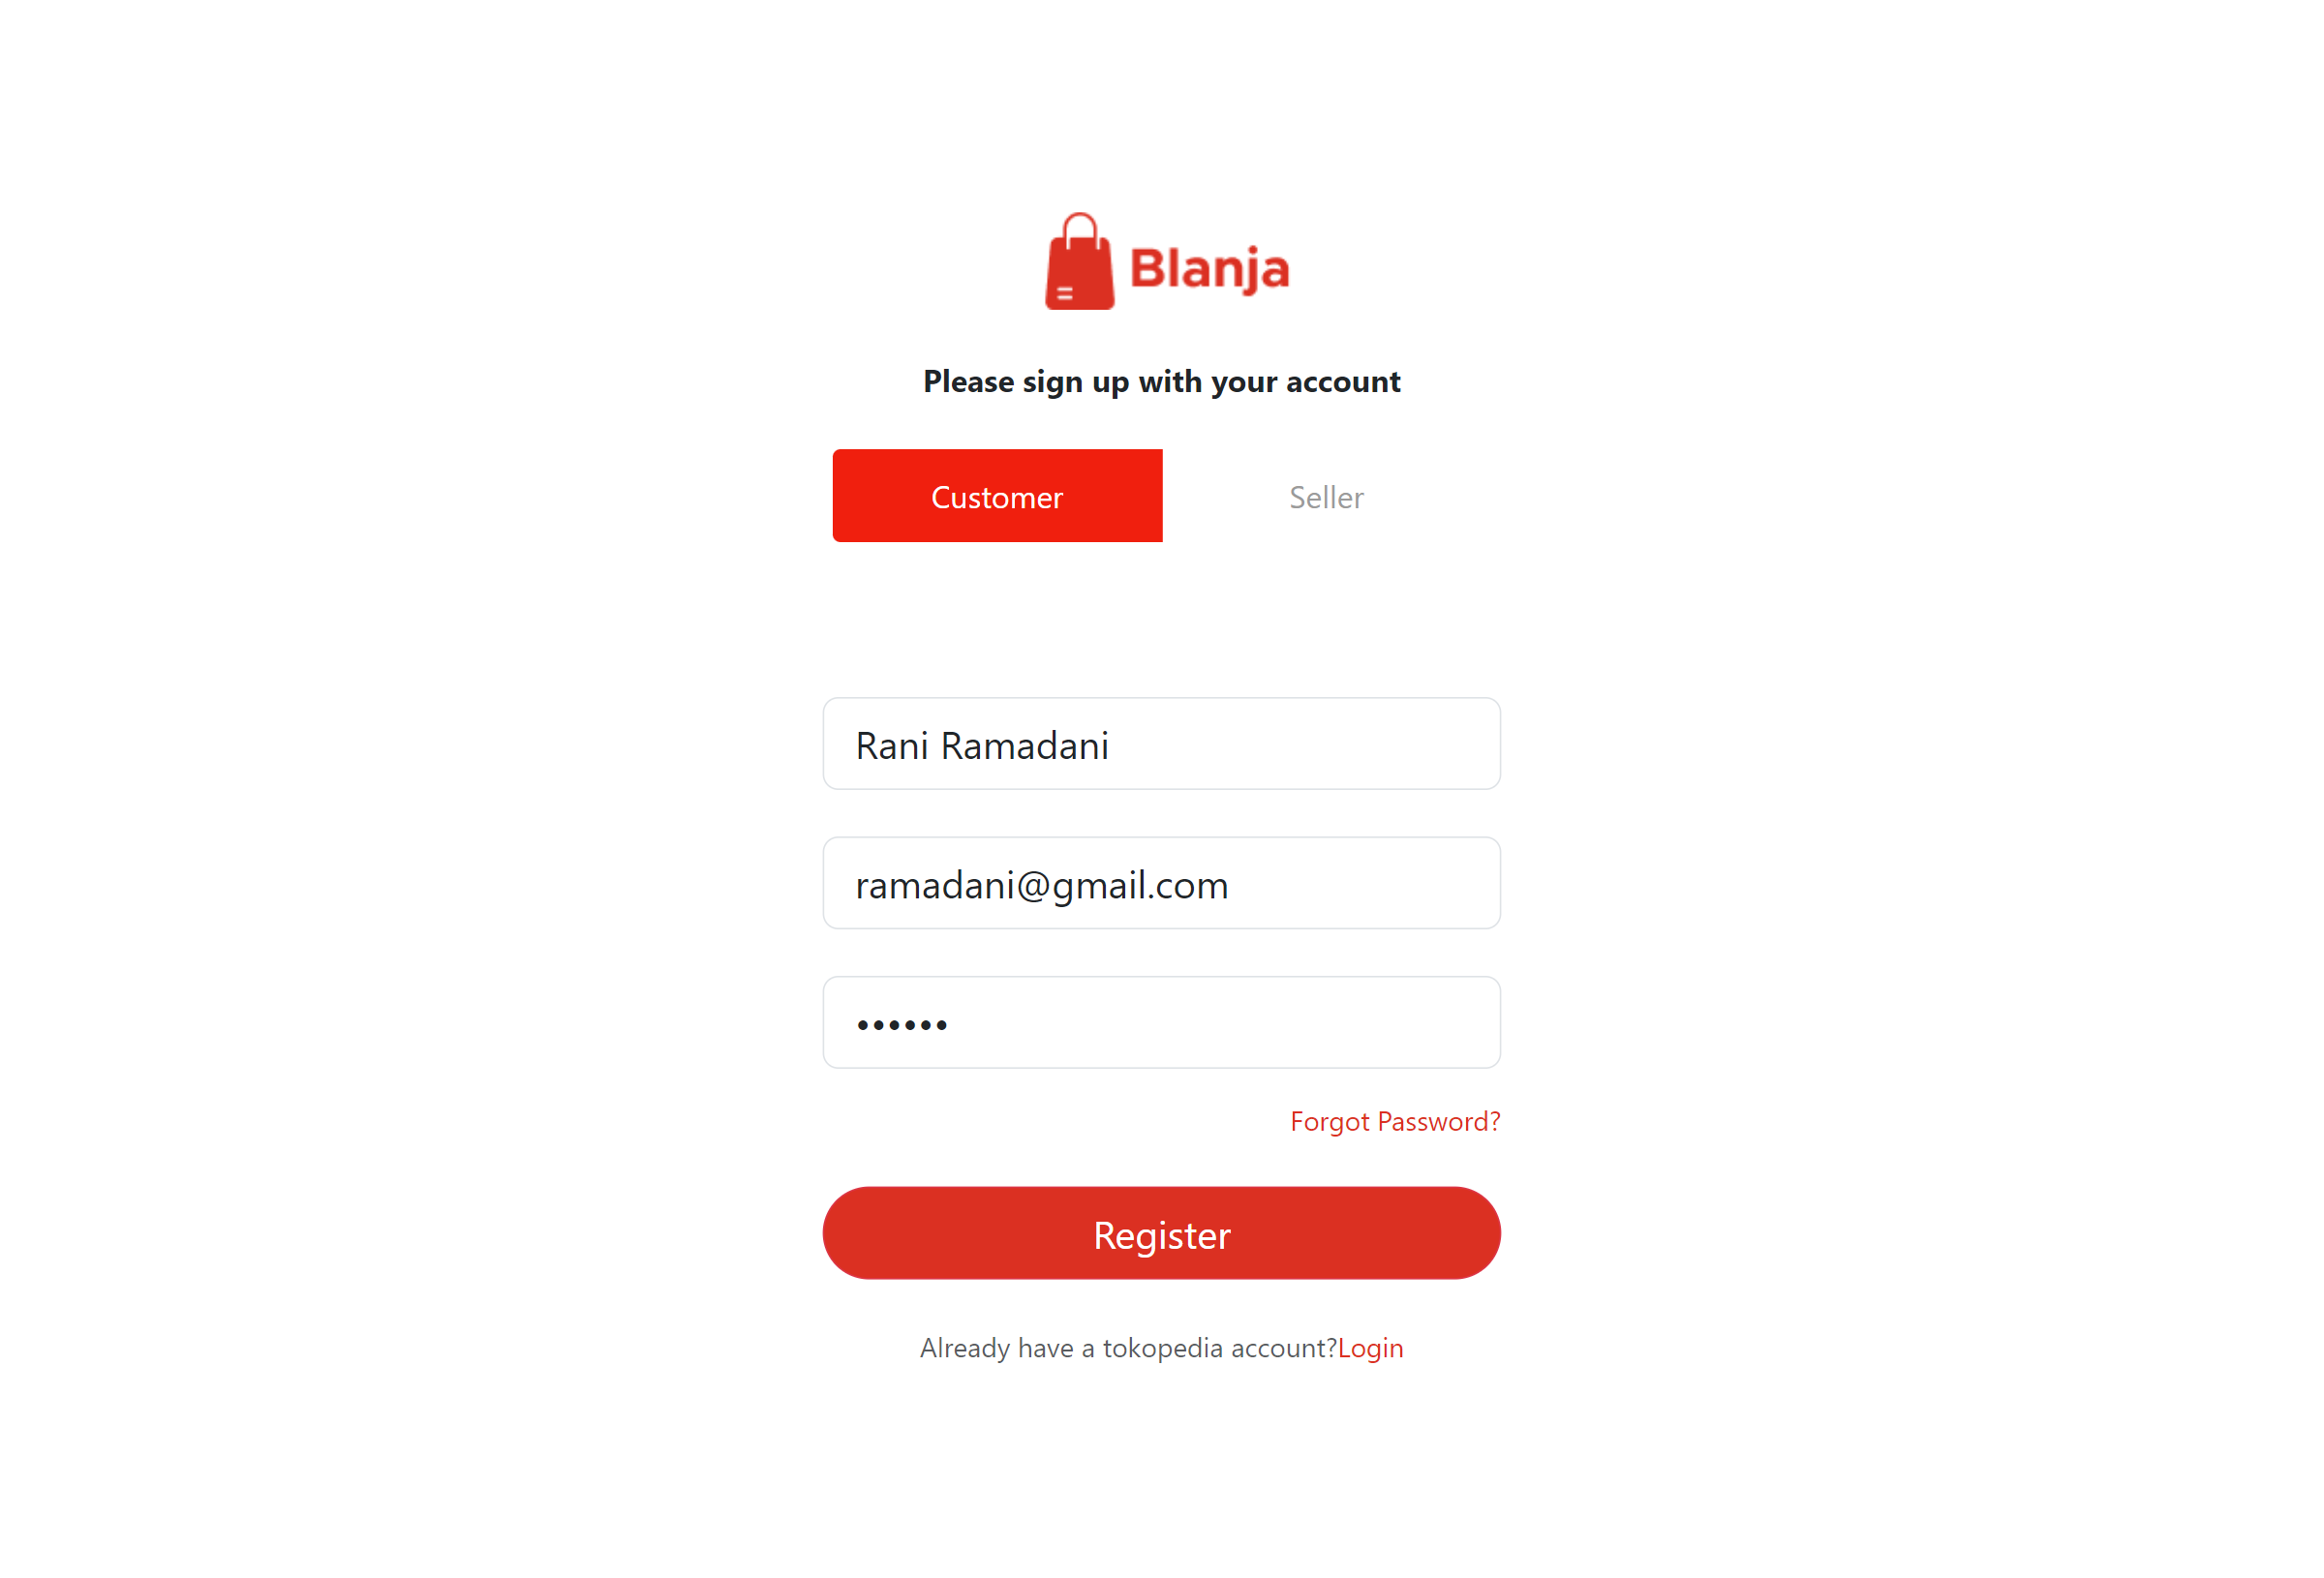 Blanja
Please sign up with your account
Customer
Seller
Rani Ramadani
ramadani@gmail.com
••••••
Forgot Password?
Register
Already have a tokopedia account?Login